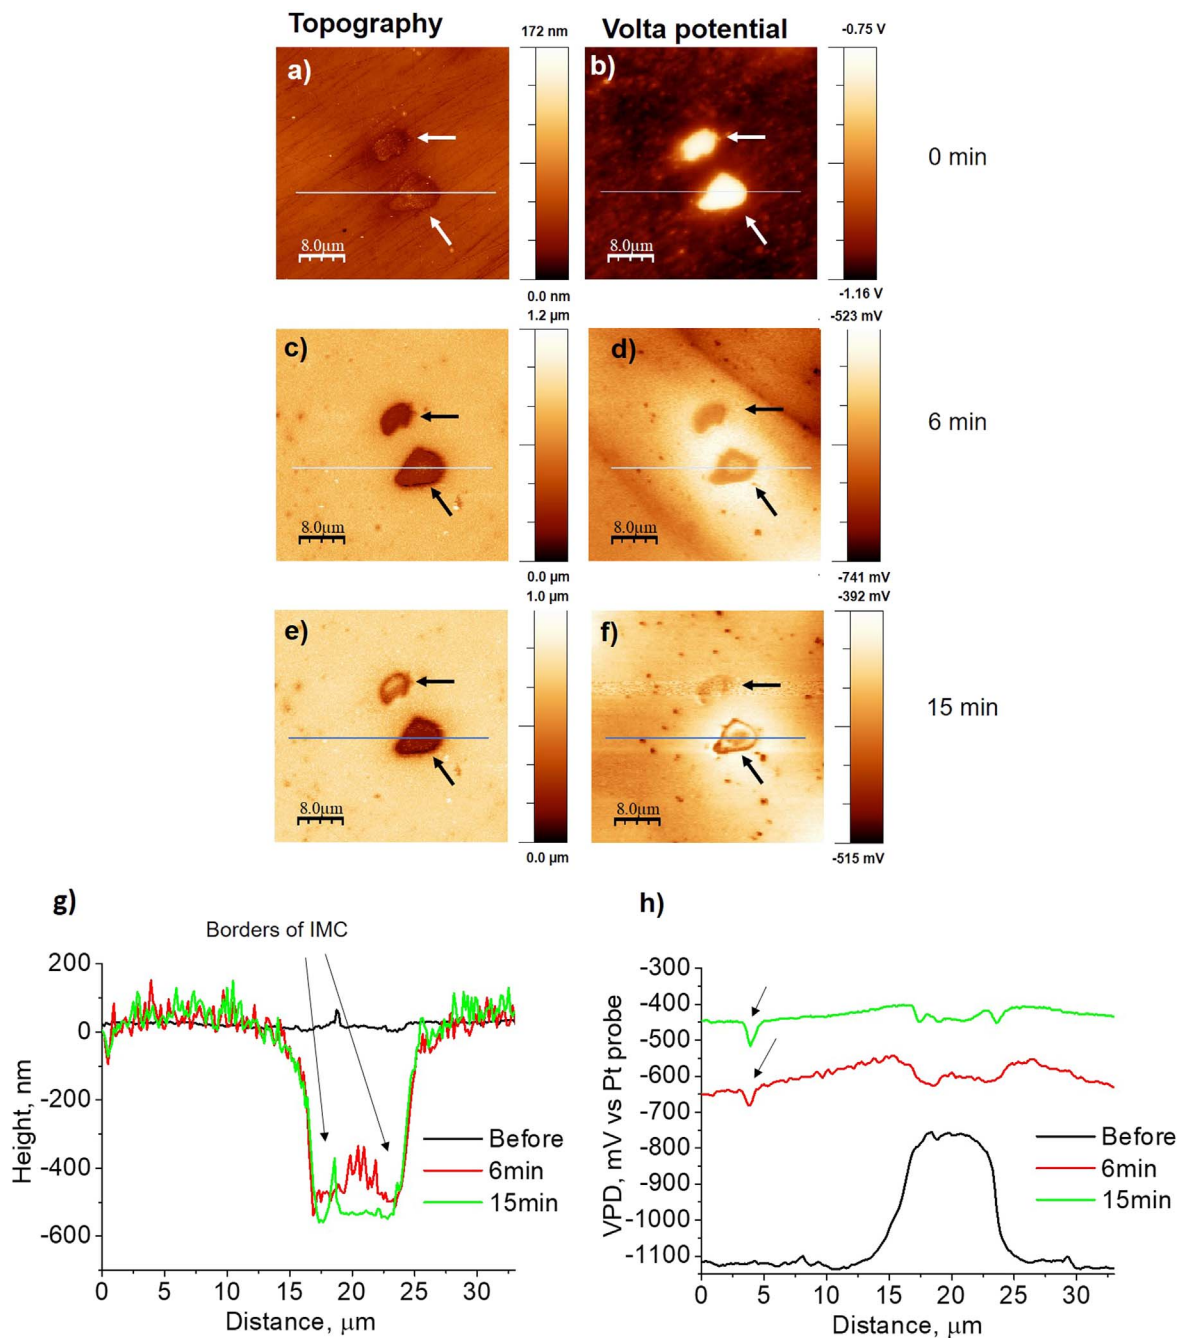 Topography
Volta potential
172 nm
-0.75 V
a)
b)
0 min
8.0µm
8.0µm
0.0 nm
-1.16 V
1.2 µm
-523 mV
c)
d)
6 min
8.0µm
8.0µm
0.0 µm
-741 mV
1.0 µm
-392 mV
e)
f)
15 min
8.0µm
8.0µm
0.0 µm
-515 mV
g)
Borders of IMC
200
0
-200
-400
-600
Height, nm
Before
6min
15min
0 5 10 15 20 25 30
Distance, µm
h)
-300
-400
-500
-600
-700
-800
-900
-1000
-1100
VPD, mV vs Pt probe
Before
6min
15min
0 5 10 15 20 25 30
Distance, µm